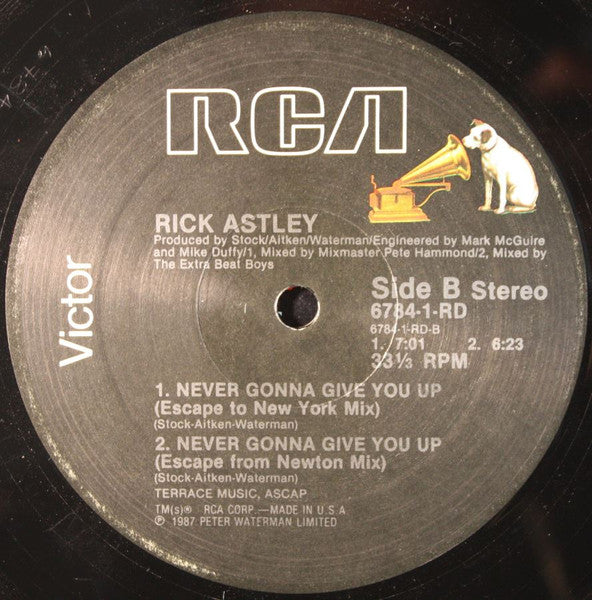 RCA
Victor
RICK ASTLEY
Produced by Stock/Aitken/Waterman/Engineered by Mark McGuire
and Mike Duffy/1, Mixed by Mixmaster Pete Hammond/2, Mixed by
The Extra Beat Boys
Side B Stereo
6784-1-RD
6784-1-RD-B
1. 7:01 2. 6:23
33⅓ RPM
1. NEVER GONNA GIVE YOU UP
(Escape to New York Mix)
(Stock-Aitken-Waterman)
2. NEVER GONNA GIVE YOU UP
(Escape from Newton Mix)
(Stock-Aitken-Waterman)
TERRACE MUSIC, ASCAP
TM(s)® RCA CORP.—MADE IN U.S.A.
℗ 1987 PETER WATERMAN LIMITED